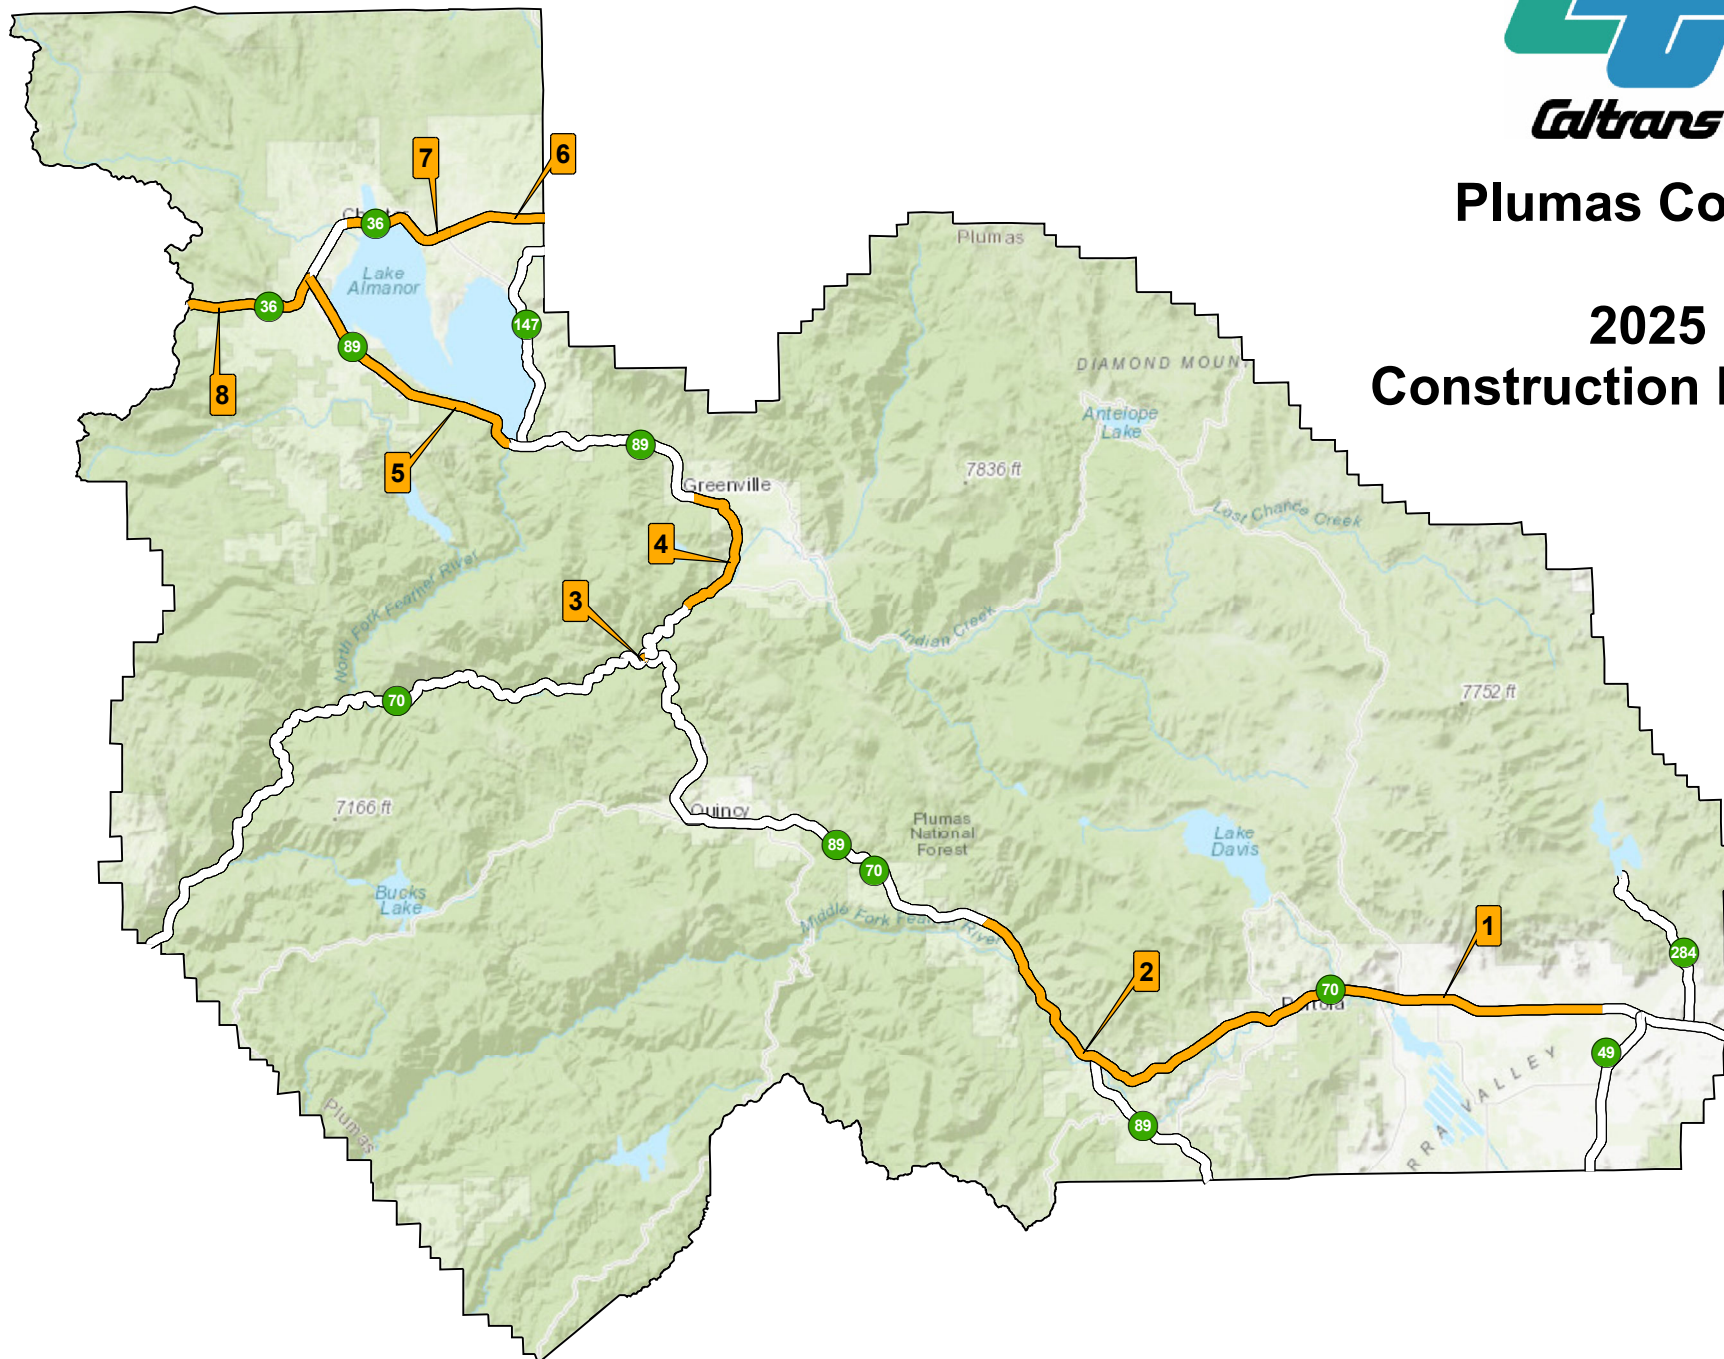 Caltrans
Plumas Co
2025
Construction
7
6
36
Lake
Almanor
36
147
89
8
5
89
Greenville
4
3
70
7166 ft
Quincy
Bucks
Lake
North Fork Feather River
Plumas
DIAMOND MOUN
Antelope
Lake
7836 ft
Last Chance Creek
Indian Creek
7752 ft
89
70
Plumas
National
Forest
Lake
Davis
Middle Fork Feather River
2
1
70
284
49
89
VALLEY
Plumas